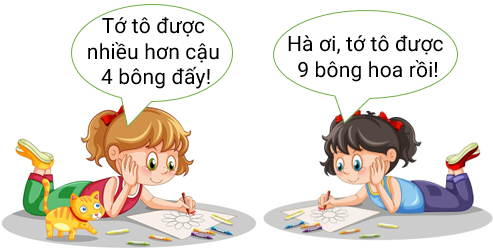 Tớ tô được
nhiều hơn cậu
4 bông đấy!
Hà ơi, tớ tô được
9 bông hoa rồi!